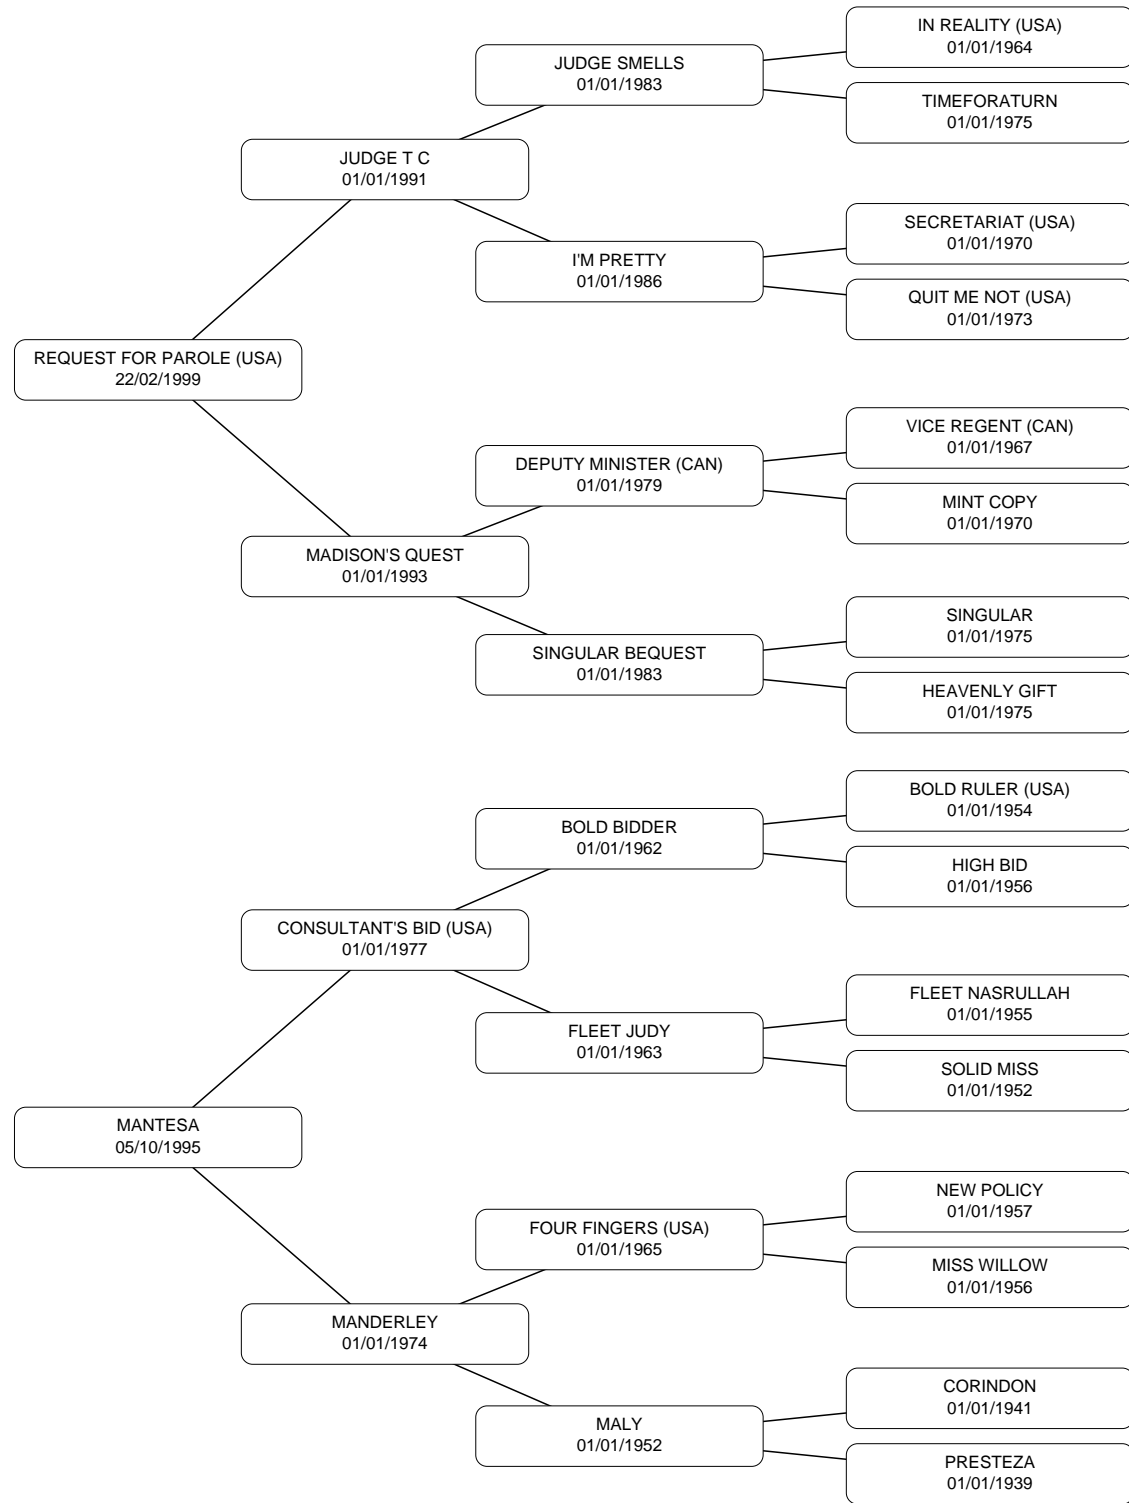 IN REALITY (USA)
01/01/1964
JUDGE SMELLS
01/01/1983
TIMEFORATURN
01/01/1975
JUDGE T C
01/01/1991
SECRETARIAT (USA)
01/01/1970
I'M PRETTY
01/01/1986
QUIT ME NOT (USA)
01/01/1973
REQUEST FOR PAROLE (USA)
22/02/1999
VICE REGENT (CAN)
01/01/1967
DEPUTY MINISTER (CAN)
01/01/1979
MINT COPY
01/01/1970
MADISON'S QUEST
01/01/1993
SINGULAR
01/01/1975
SINGULAR BEQUEST
01/01/1983
HEAVENLY GIFT
01/01/1975
BOLD RULER (USA)
01/01/1954
BOLD BIDDER
01/01/1962
HIGH BID
01/01/1956
CONSULTANT'S BID (USA)
01/01/1977
FLEET NASRULLAH
01/01/1955
FLEET JUDY
01/01/1963
SOLID MISS
01/01/1952
MANTESA
05/10/1995
NEW POLICY
01/01/1957
FOUR FINGERS (USA)
01/01/1965
MISS WILLOW
01/01/1956
MANDERLEY
01/01/1974
CORINDON
01/01/1941
MALY
01/01/1952
PRESTEZA
01/01/1939